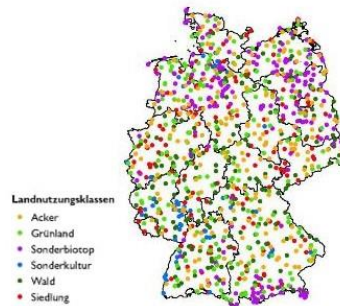 Landnutzungsklassen
Acker
Grünland
Sonderbiotop
Sonderkultur
Wald
Siedlung